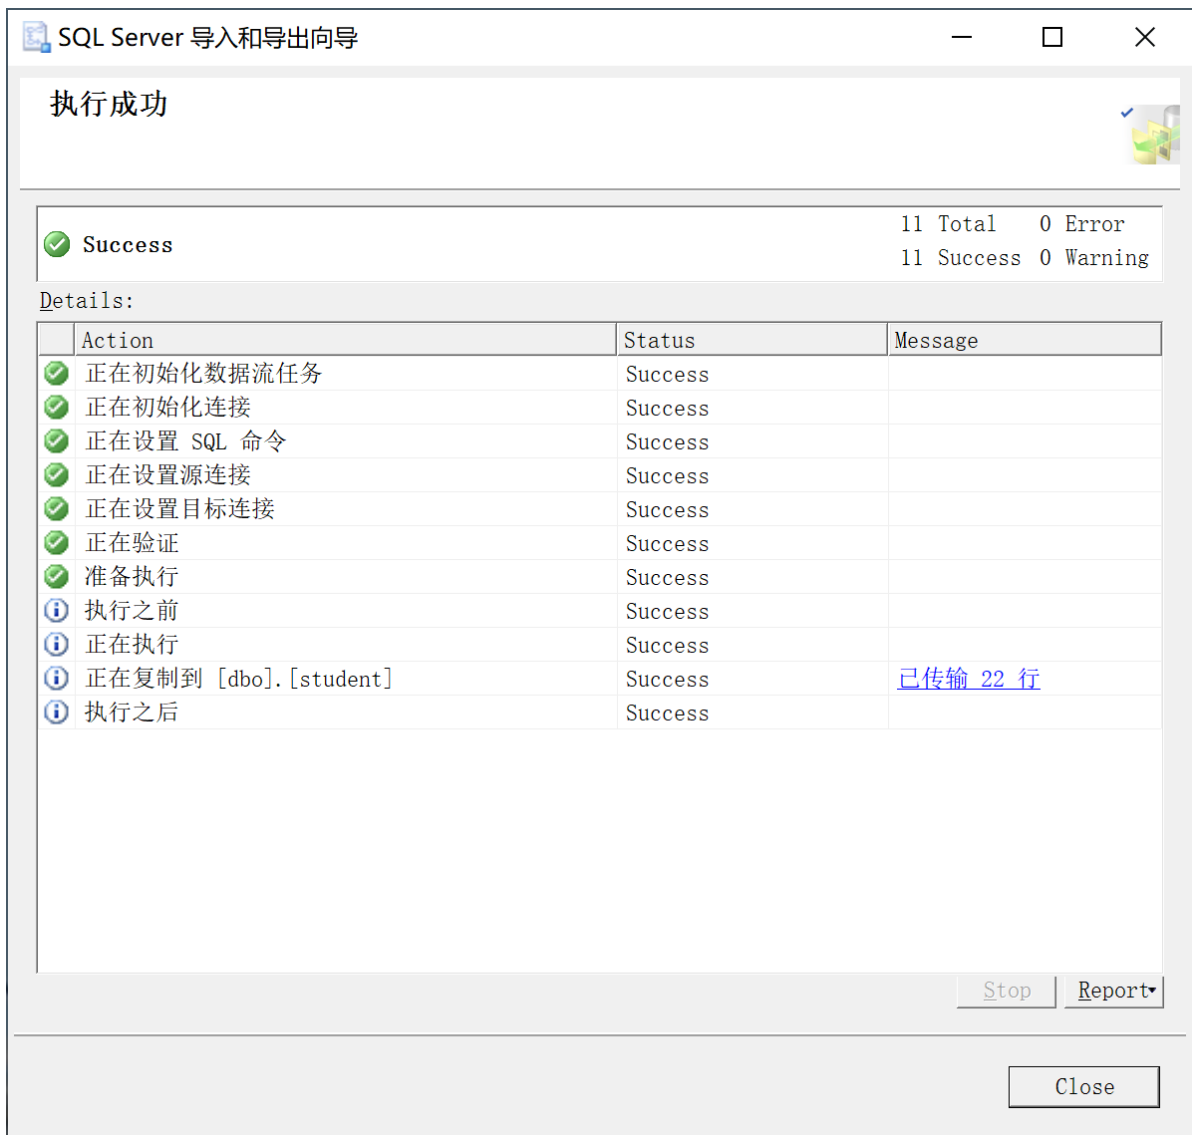 SQL Server 导入和导出向导
执行成功
Success
11 Total 0 Error
11 Success 0 Warning
Details:
Action Status Message
正在初始化数据流任务 Success
正在初始化连接 Success
正在设置 SQL 命令 Success
正在设置源连接 Success
正在设置目标连接 Success
正在验证 Success
准备执行 Success
执行之前 Success
正在执行 Success
正在复制到 [dbo].[student] Success 已传输 22 行
执行之后 Success
Stop Report
Close